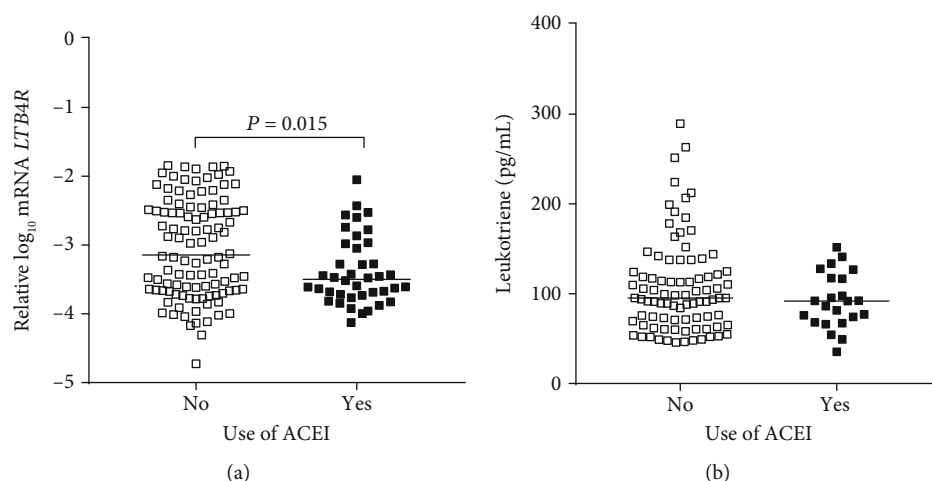 Relative log₁₀ mRNA LTB4R
0
−1
−2
−3
−4
−5
P = 0.015
No
Yes
Use of ACEI
(a)
Leukotriene (pg/mL)
400
300
200
100
0
No
Yes
Use of ACEI
(b)